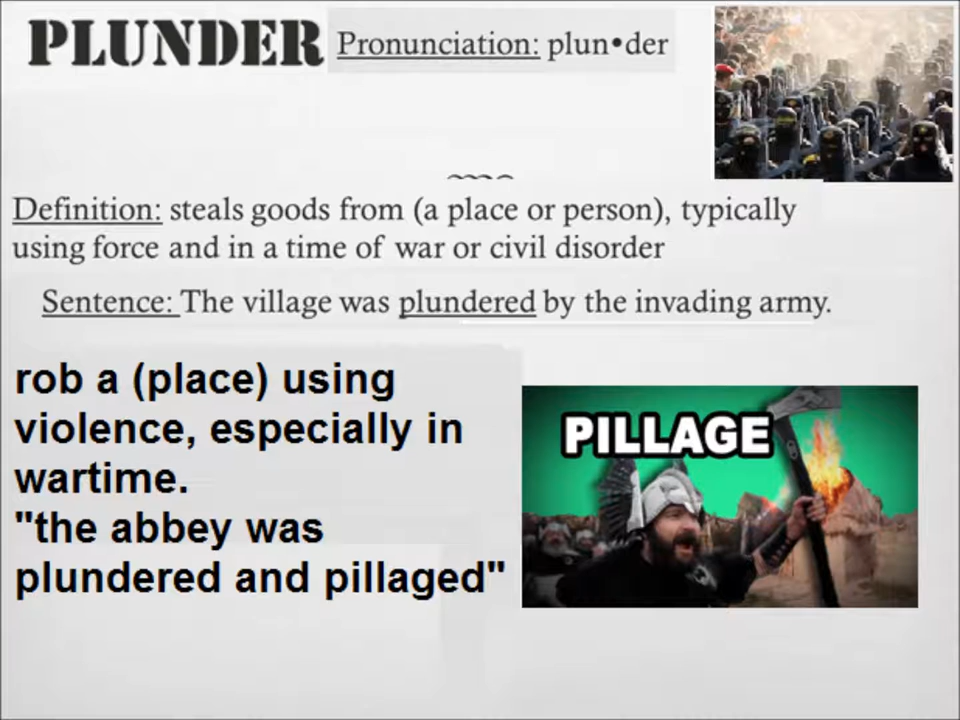 PLUNDER Pronunciation: plun•der
Definition: steals goods from (a place or person), typically
using force and in a time of war or civil disorder
Sentence: The village was plundered by the invading army.
rob a (place) using
violence, especially in
wartime.
"the abbey was
plundered and pillaged"
PILLAGE